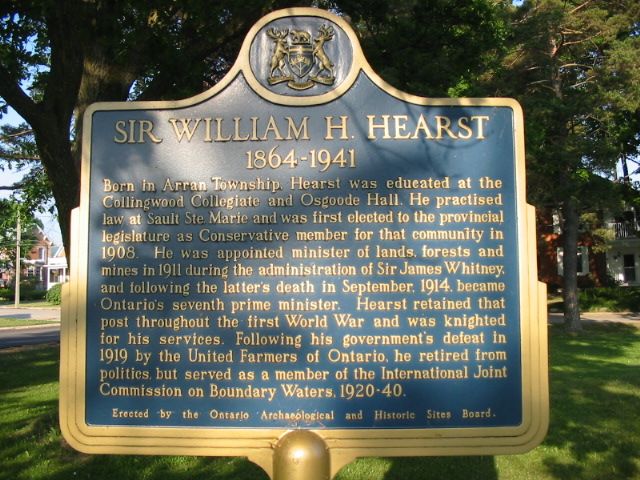 SIR WILLIAM H. HEARST
1864-1941
Born in Arran Township, Hearst was educated at the
Collingwood Collegiate and Osgoode Hall. He practised
law at Sault Ste. Marie and was first elected to the provincial
legislature as Conservative member for that community in
1908. He was appointed minister of lands, forests and
mines in 1911 during the administration of Sir James Whitney,
and following the latter's death in September, 1914, became
Ontario's seventh prime minister. Hearst retained that
post throughout the first World War and was knighted
for his services. Following his government's defeat in
1919 by the United Farmers of Ontario, he retired from
politics, but served as a member of the International Joint
Commission on Boundary Waters, 1920-40.
Erected by the Ontario Archaeological and Historic Sites Board.